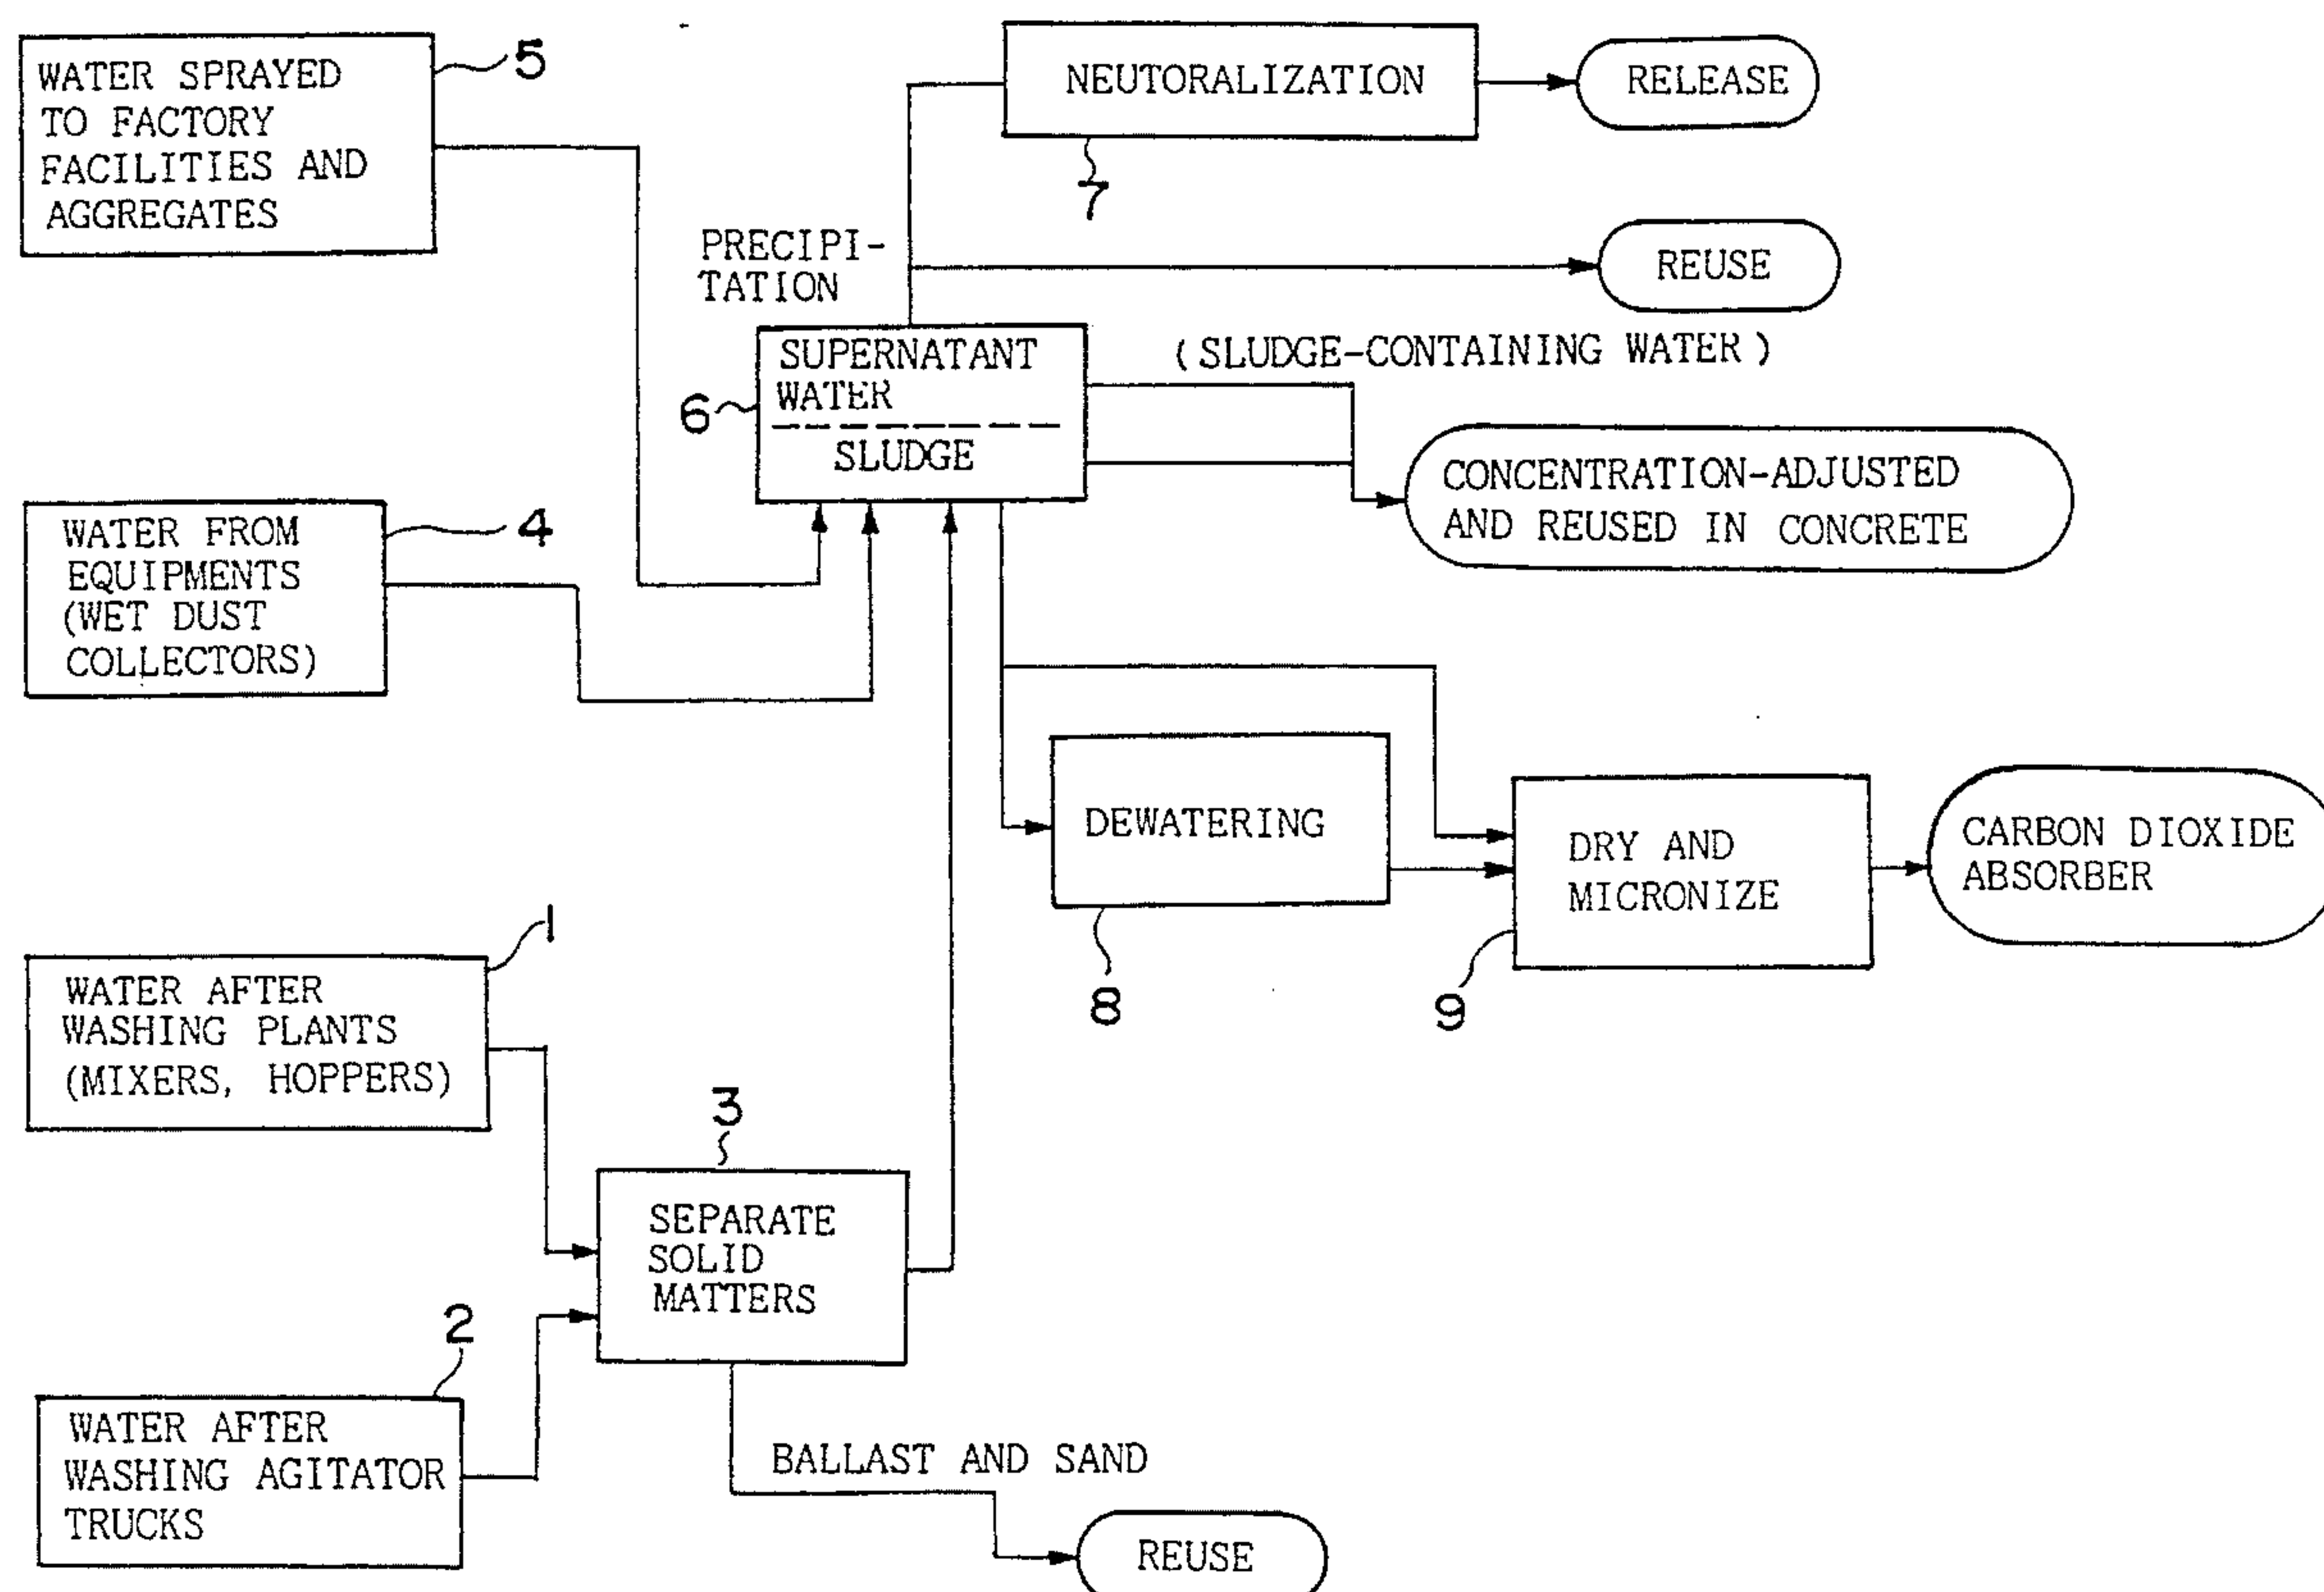 WATER SPRAYED
TO FACTORY
FACILITIES AND
AGGREGATES
5
NEUTORALIZATION
7
RELEASE
PRECIPI-
TATION
REUSE
SUPERNATANT
WATER
SLUDGE
6
(SLUDGE-CONTAINING WATER)
CONCENTRATION-ADJUSTED
AND REUSED IN CONCRETE
WATER FROM
EQUIPMENTS
(WET DUST
COLLECTORS)
4
DEWATERING
8
DRY AND
MICRONIZE
9
CARBON DIOXIDE
ABSORBER
WATER AFTER
WASHING PLANTS
(MIXERS, HOPPERS)
1
3
SEPARATE
SOLID
MATTERS
2
WATER AFTER
WASHING AGITATOR
TRUCKS
BALLAST AND SAND
REUSE